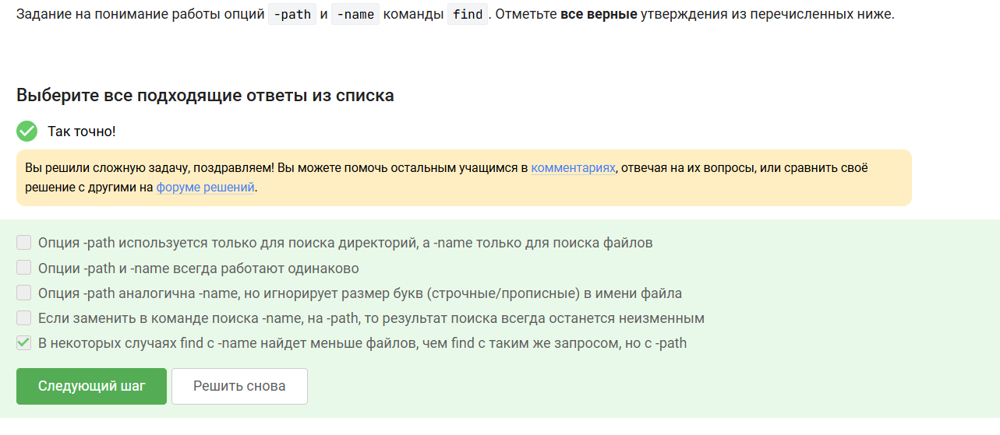 Задание на понимание работы опций -path и -name команды find. Отметьте все верные утверждения из перечисленных ниже.
Выберите все подходящие ответы из списка
Так точно!
Вы решили сложную задачу, поздравляем! Вы можете помочь остальным учащимся в комментариях, отвечая на их вопросы, или сравнить своё
решение с другими на форуме решений.
Опция -path используется только для поиска директорий, а -name только для поиска файлов
Опции -path и -name всегда работают одинаково
Опция -path аналогична -name, но игнорирует размер букв (строчные/прописные) в имени файла
Если заменить в команде поиска -name, на -path, то результат поиска всегда останется неизменным
В некоторых случаях find с -name найдет меньше файлов, чем find с таким же запросом, но с -path
Следующий шаг Решить снова